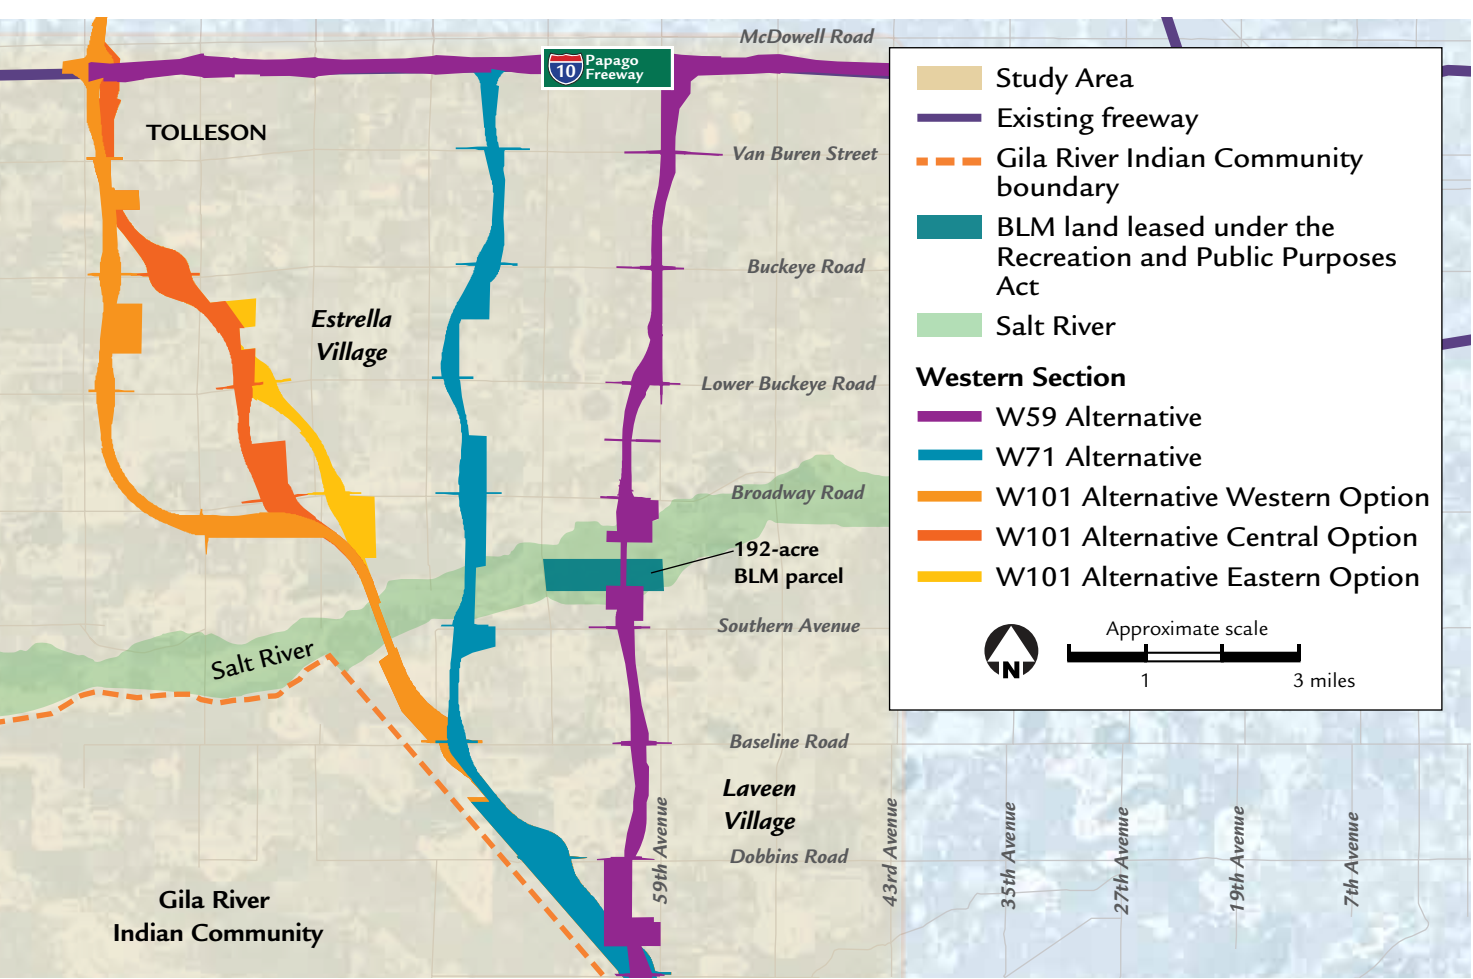 McDowell Road
10
Papago
Freeway
TOLLESON
Van Buren Street
Buckeye Road
Estrella
Village
Lower Buckeye Road
Broadway Road
192-acre
BLM parcel
Southern Avenue
Salt River
Baseline Road
Laveen
Village
Dobbins Road
59th Avenue
43rd Avenue
35th Avenue
27th Avenue
19th Avenue
7th Avenue
Gila River
Indian Community
Study Area
Existing freeway
Gila River Indian Community
boundary
BLM land leased under the
Recreation and Public Purposes
Act
Salt River
Western Section
W59 Alternative
W71 Alternative
W101 Alternative Western Option
W101 Alternative Central Option
W101 Alternative Eastern Option
N
Approximate scale
1
3 miles